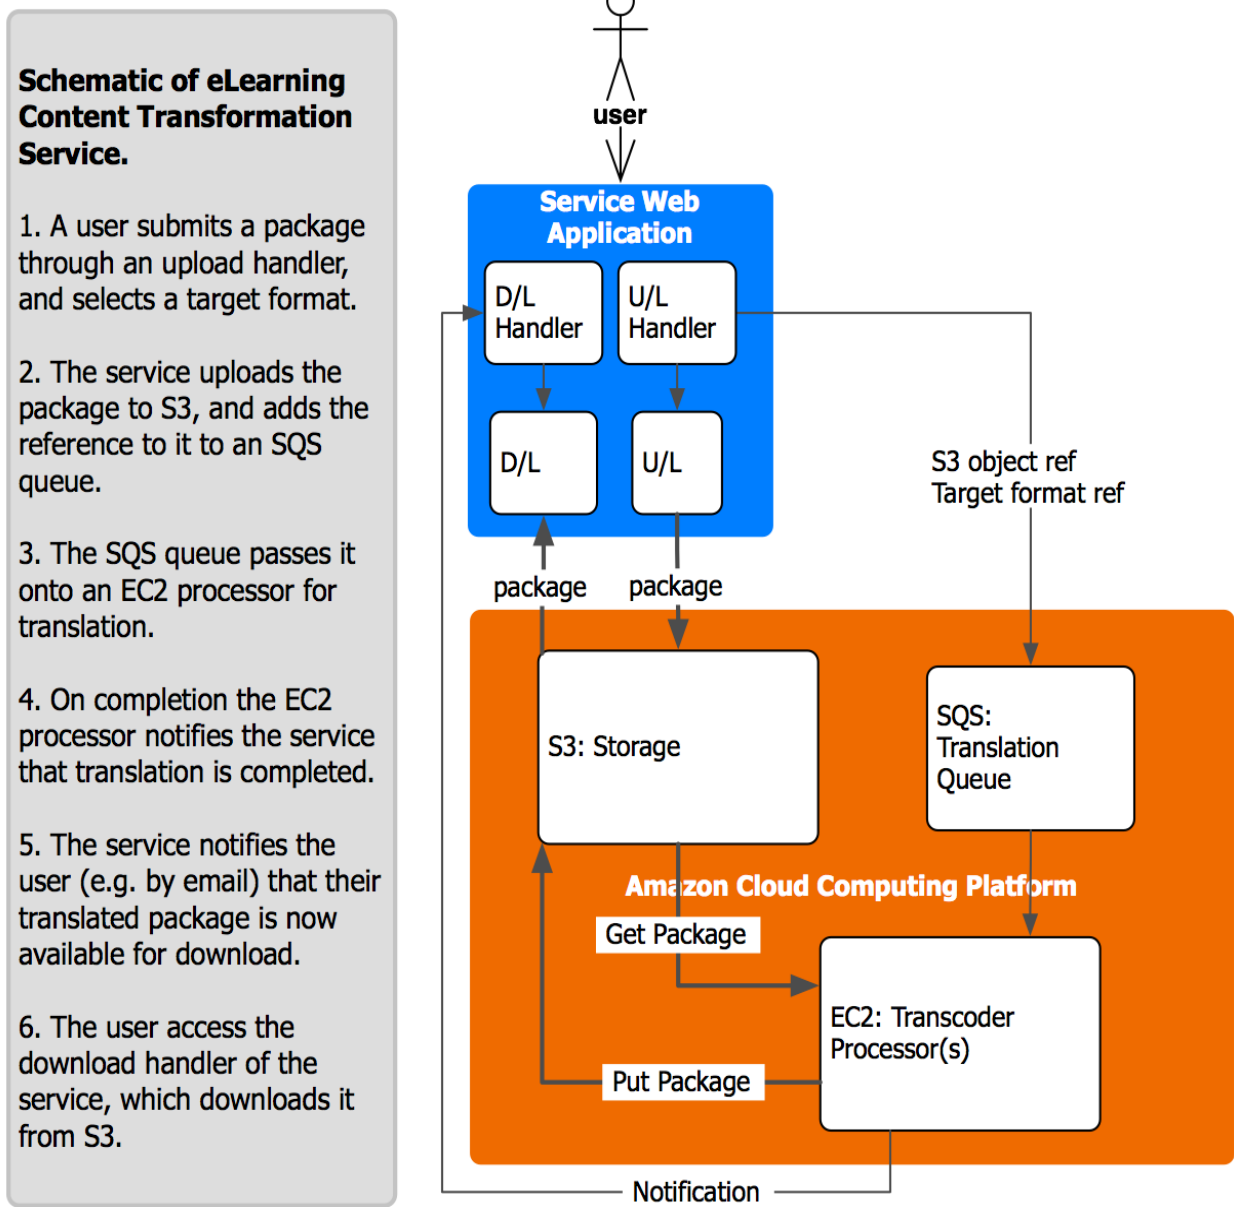 Schematic of eLearning
Content Transformation
Service.
1. A user submits a package
through an upload handler,
and selects a target format.
2. The service uploads the
package to S3, and adds the
reference to it to an SQS
queue.
3. The SQS queue passes it
onto an EC2 processor for
translation.
4. On completion the EC2
processor notifies the service
that translation is completed.
5. The service notifies the
user (e.g. by email) that their
translated package is now
available for download.
6. The user access the
download handler of the
service, which downloads it
from S3.
user
Service Web
Application
D/L
Handler
U/L
Handler
D/L
U/L
S3 object ref
Target format ref
package
package
S3: Storage
SQS:
Translation
Queue
Amazon Cloud Computing Platform
Get Package
EC2: Transcoder
Processor(s)
Put Package
Notification